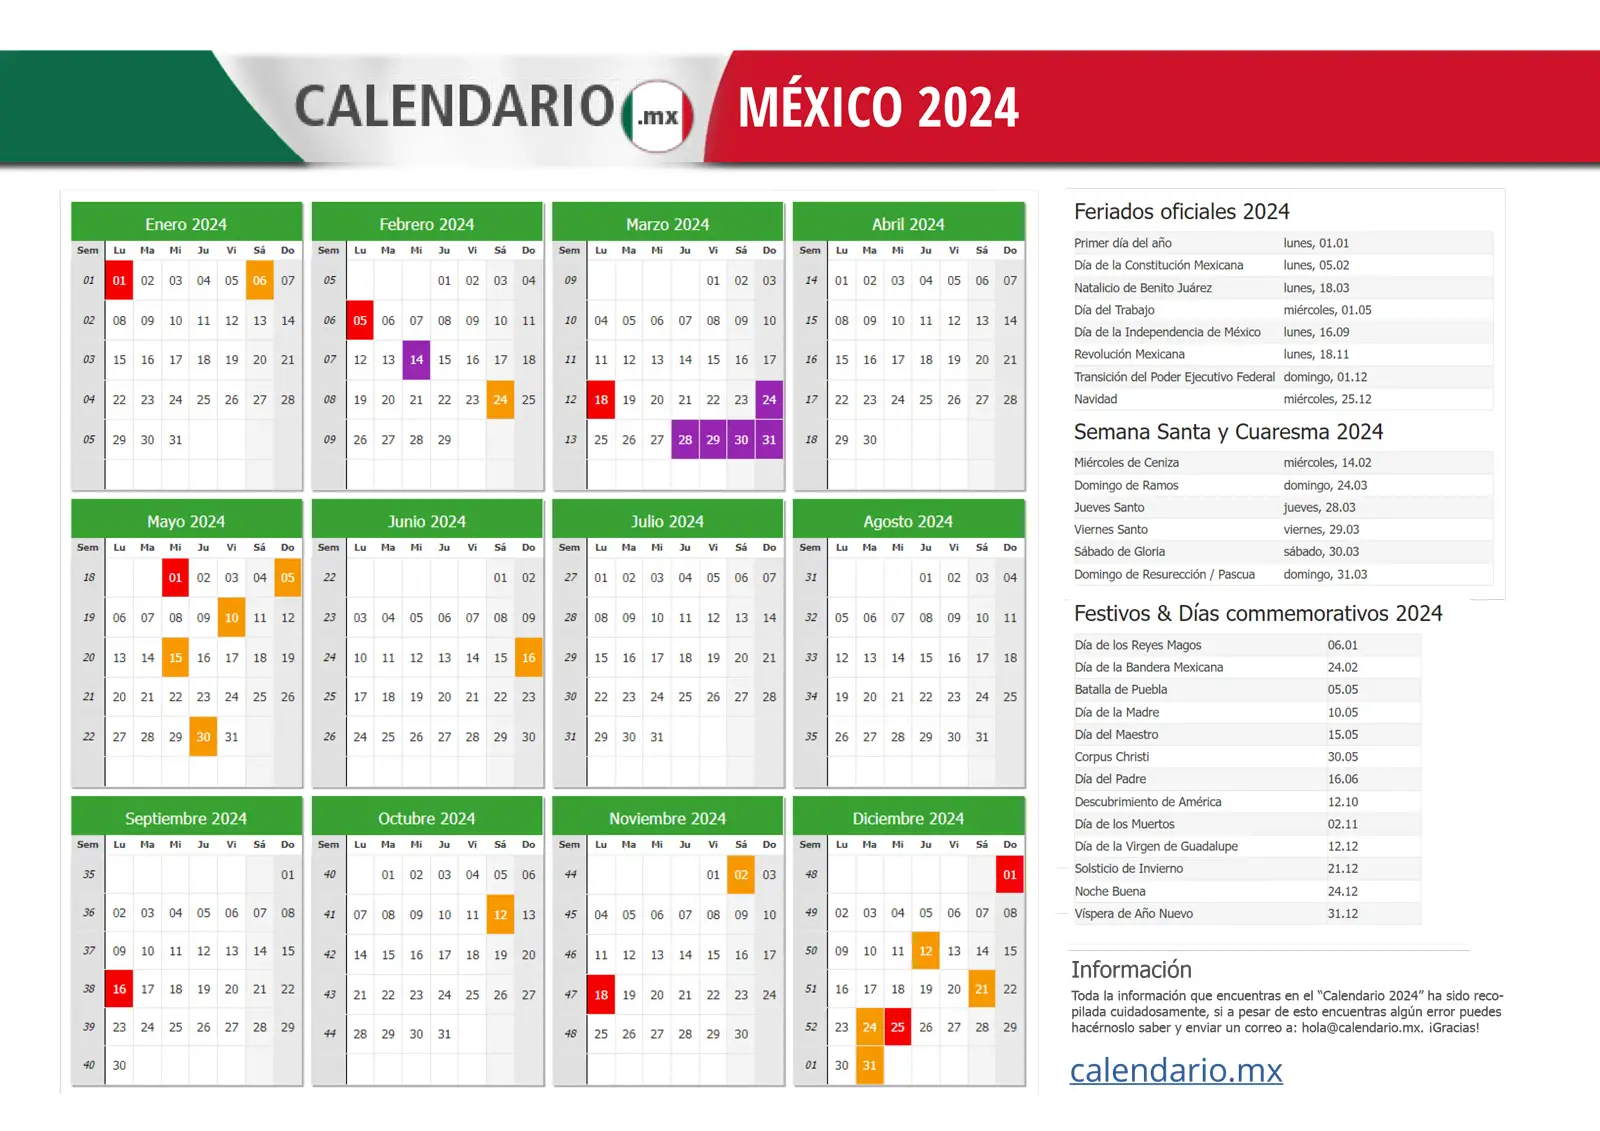 CALENDARIO .mx MÉXICO 2024
Enero 2024
Sem Lu Ma Mi Ju Vi Sá Do
01 01 02 03 04 05 06 07
02 08 09 10 11 12 13 14
03 15 16 17 18 19 20 21
04 22 23 24 25 26 27 28
05 29 30 31
Febrero 2024
Sem Lu Ma Mi Ju Vi Sá Do
05 01 02 03 04
06 05 06 07 08 09 10 11
07 12 13 14 15 16 17 18
08 19 20 21 22 23 24 25
09 26 27 28 29
Marzo 2024
Sem Lu Ma Mi Ju Vi Sá Do
09 01 02 03
10 04 05 06 07 08 09 10
11 11 12 13 14 15 16 17
12 18 19 20 21 22 23 24
13 25 26 27 28 29 30 31
Abril 2024
Sem Lu Ma Mi Ju Vi Sá Do
14 01 02 03 04 05 06 07
15 08 09 10 11 12 13 14
16 15 16 17 18 19 20 21
17 22 23 24 25 26 27 28
18 29 30
Mayo 2024
Sem Lu Ma Mi Ju Vi Sá Do
18 01 02 03 04 05
19 06 07 08 09 10 11 12
20 13 14 15 16 17 18 19
21 20 21 22 23 24 25 26
22 27 28 29 30 31
Junio 2024
Sem Lu Ma Mi Ju Vi Sá Do
22 01 02
23 03 04 05 06 07 08 09
24 10 11 12 13 14 15 16
25 17 18 19 20 21 22 23
26 24 25 26 27 28 29 30
Julio 2024
Sem Lu Ma Mi Ju Vi Sá Do
27 01 02 03 04 05 06 07
28 08 09 10 11 12 13 14
29 15 16 17 18 19 20 21
30 22 23 24 25 26 27 28
31 29 30 31
Agosto 2024
Sem Lu Ma Mi Ju Vi Sá Do
31 01 02 03 04
32 05 06 07 08 09 10 11
33 12 13 14 15 16 17 18
34 19 20 21 22 23 24 25
35 26 27 28 29 30 31
Septiembre 2024
Sem Lu Ma Mi Ju Vi Sá Do
35 01
36 02 03 04 05 06 07 08
37 09 10 11 12 13 14 15
38 16 17 18 19 20 21 22
39 23 24 25 26 27 28 29
40 30
Octubre 2024
Sem Lu Ma Mi Ju Vi Sá Do
40 01 02 03 04 05 06
41 07 08 09 10 11 12 13
42 14 15 16 17 18 19 20
43 21 22 23 24 25 26 27
44 28 29 30 31
Noviembre 2024
Sem Lu Ma Mi Ju Vi Sá Do
44 01 02 03
45 04 05 06 07 08 09 10
46 11 12 13 14 15 16 17
47 18 19 20 21 22 23 24
48 25 26 27 28 29 30
Diciembre 2024
Sem Lu Ma Mi Ju Vi Sá Do
48 01
49 02 03 04 05 06 07 08
50 09 10 11 12 13 14 15
51 16 17 18 19 20 21 22
52 23 24 25 26 27 28 29
01 30 31
Feriados oficiales 2024
Primer día del año lunes, 01.01
Día de la Constitución Mexicana lunes, 05.02
Natalicio de Benito Juárez lunes, 18.03
Día del Trabajo miércoles, 01.05
Día de la Independencia de México lunes, 16.09
Revolución Mexicana lunes, 18.11
Transición del Poder Ejecutivo Federal domingo, 01.12
Navidad miércoles, 25.12
Semana Santa y Cuaresma 2024
Miércoles de Ceniza miércoles, 14.02
Domingo de Ramos domingo, 24.03
Jueves Santo jueves, 28.03
Viernes Santo viernes, 29.03
Sábado de Gloria sábado, 30.03
Domingo de Resurección / Pascua domingo, 31.03
Festivos & Días commemorativos 2024
Día de los Reyes Magos 06.01
Día de la Bandera Mexicana 24.02
Batalla de Puebla 05.05
Día de la Madre 10.05
Día del Maestro 15.05
Corpus Christi 30.05
Día del Padre 16.06
Descubrimiento de América 12.10
Día de los Muertos 02.11
Día de la Virgen de Guadalupe 12.12
Solsticio de Invierno 21.12
Noche Buena 24.12
Víspera de Año Nuevo 31.12
Información
Toda la información que encuentras en el “Calendario 2024” ha sido reco-
pilada cuidadosamente, si a pesar de esto encuentras algún error puedes
hacérnoslo saber y enviar un correo a: hola@calendario.mx. ¡Gracias!
calendario.mx